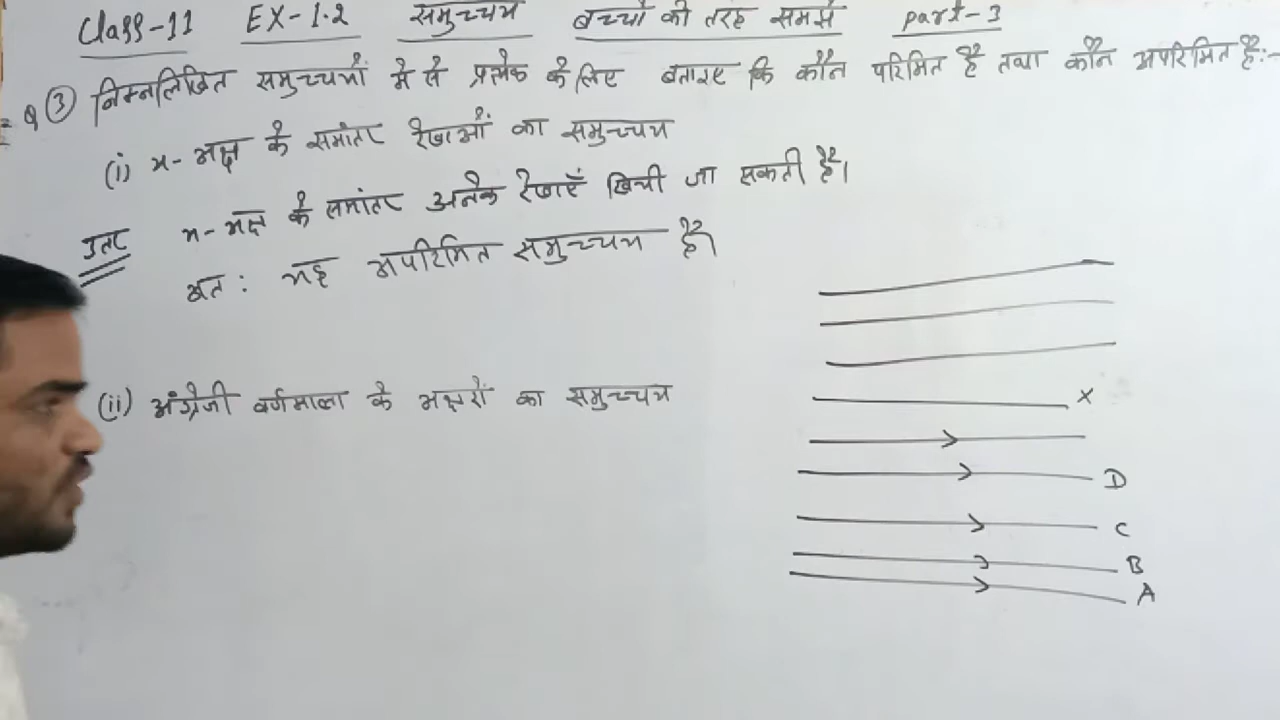 Class-11 EX-1.2 समुच्चय बच्चों की तरह समझें part-3
Q ③ निम्नलिखित समुच्चयों में से प्रत्येक के लिए बताइए कि कौन परिमित है तथा कौन अपरिमित है:-
(i) x-अक्ष के समांतर रेखाओं का समुच्चय
उत्तर x-अक्ष के समांतर अनेक रेखाएँ खिची जा सकती है।
अत: यह अपरिमित समुच्चय है।
(ii) अंग्रेजी वर्णमाला के अक्षरों का समुच्चय
X
D
C
B
A